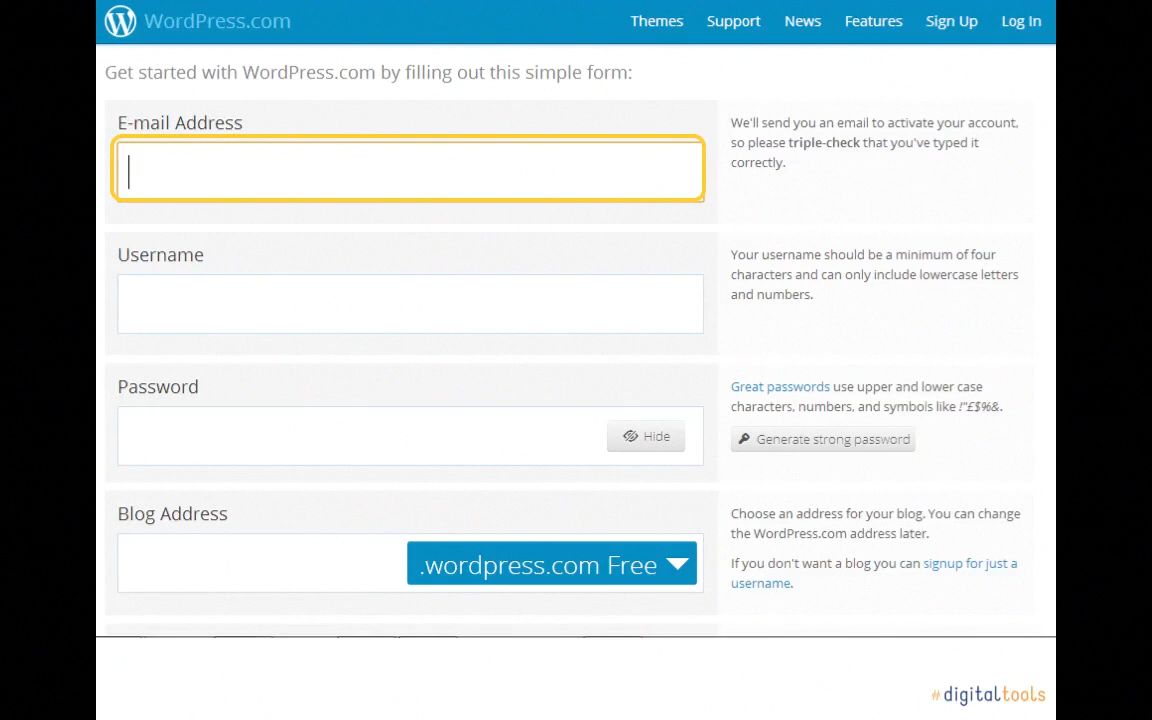 WordPress.com
Themes Support News Features Sign Up Log In
Get started with WordPress.com by filling out this simple form:
E-mail Address
We'll send you an email to activate your account,
so please triple-check that you've typed it
correctly.
Username
Your username should be a minimum of four
characters and can only include lowercase letters
and numbers.
Password
Hide
Great passwords use upper and lower case
characters, numbers, and symbols like !"£$%&.
Generate strong password
Blog Address
.wordpress.com Free
Choose an address for your blog. You can change
the WordPress.com address later.
If you don't want a blog you can signup for just a
username.
#digitaltools